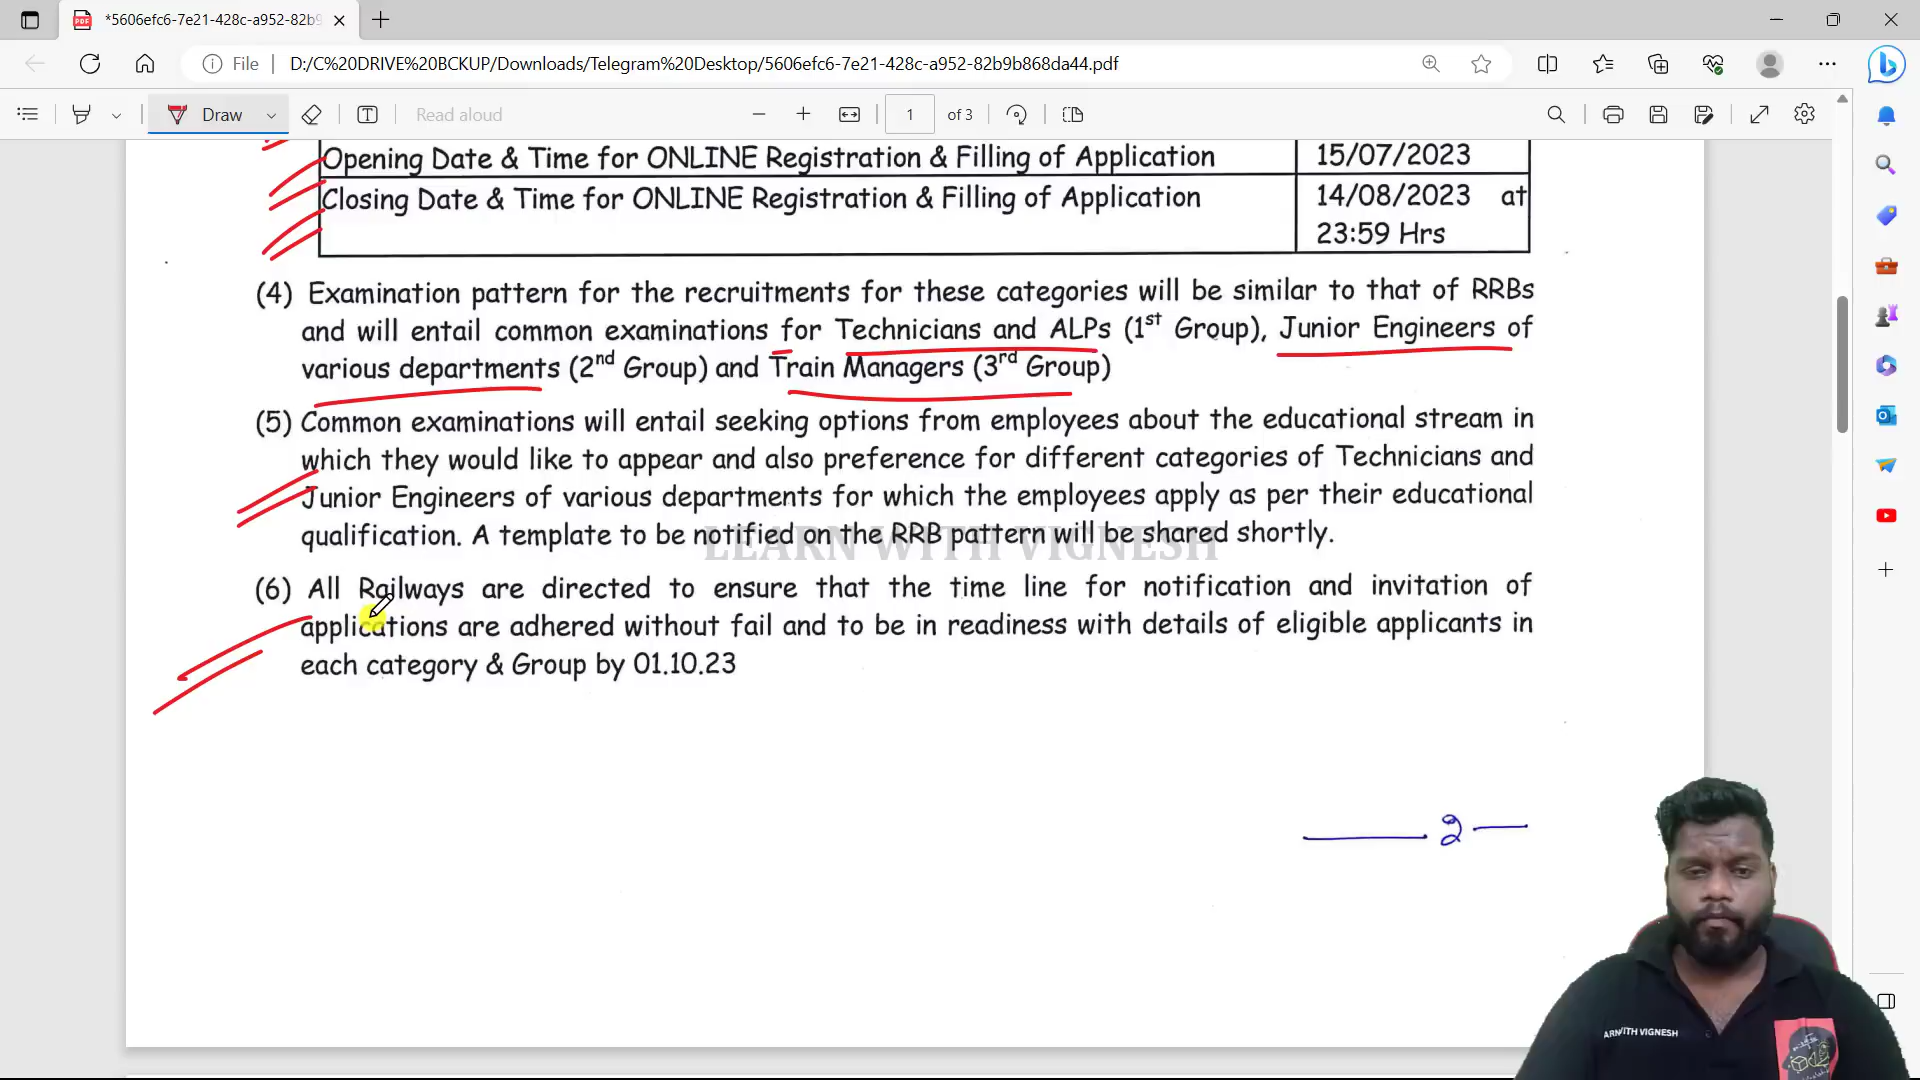 *5606efc6-7e21-428c-a952-82b9
File
D:/C%20DRIVE%20BCKUP/Downloads/Telegram%20Desktop/5606efc6-7e21-428c-a952-82b9b868da44.pdf
Draw
Read aloud
1 of 3
Opening Date & Time for ONLINE Registration & Filling of Application 15/07/2023
Closing Date & Time for ONLINE Registration & Filling of Application 14/08/2023 at
23:59 Hrs
(4) Examination pattern for the recruitments for these categories will be similar to that of RRBs
and will entail common examinations for Technicians and ALPs (1st Group), Junior Engineers of
various departments (2nd Group) and Train Managers (3rd Group)
(5) Common examinations will entail seeking options from employees about the educational stream in
which they would like to appear and also preference for different categories of Technicians and
Junior Engineers of various departments for which the employees apply as per their educational
qualification. A template to be notified on the RRB pattern will be shared shortly.
LEARN WITH VIGNESH
(6) All Railways are directed to ensure that the time line for notification and invitation of
applications are adhered without fail and to be in readiness with details of eligible applicants in
each category & Group by 01.10.23
2
ARN WITH VIGNESH